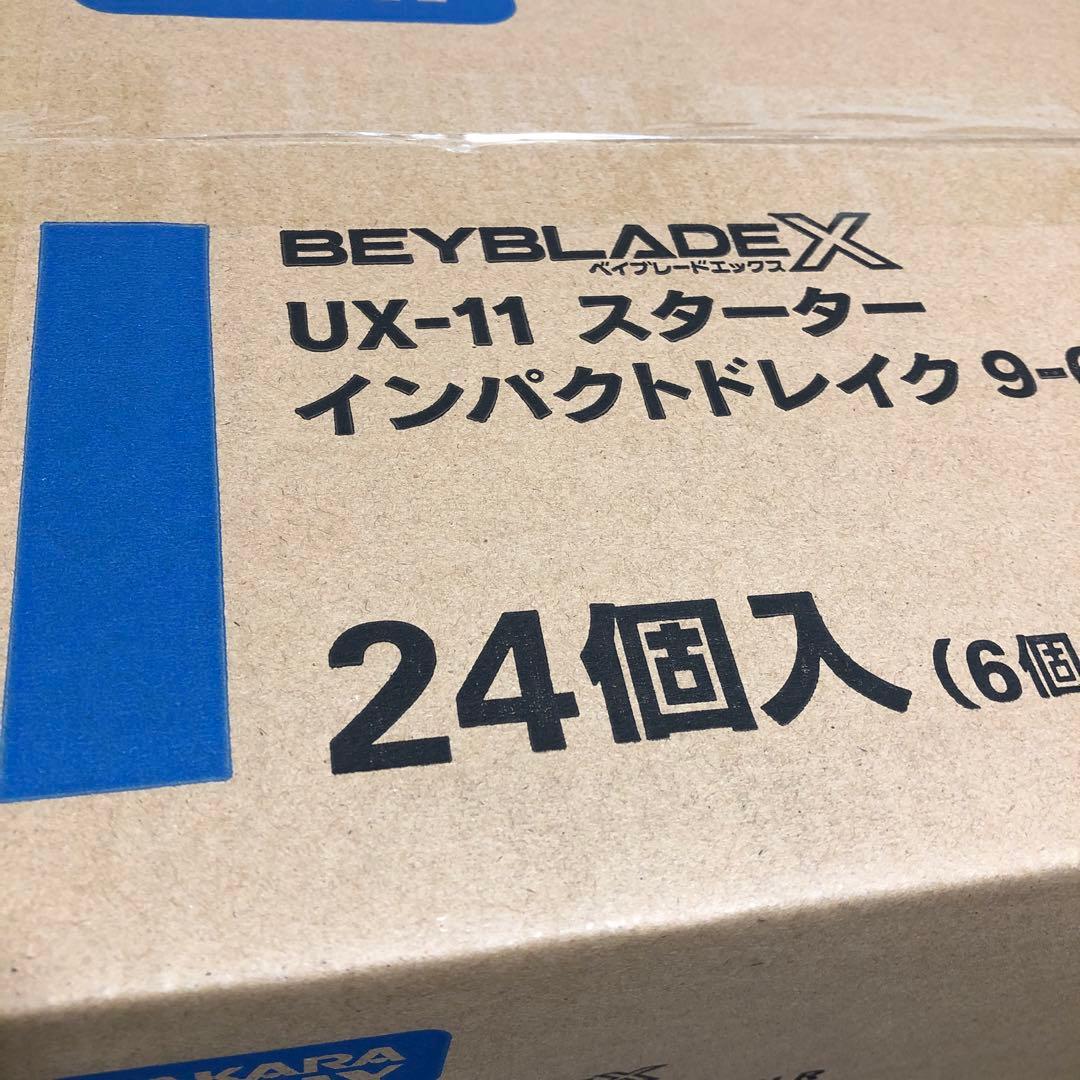 BEYBLADE X
ベイブレードエックス
UX-11 スターター
インパクトドレイク 9-
24個入 (6個